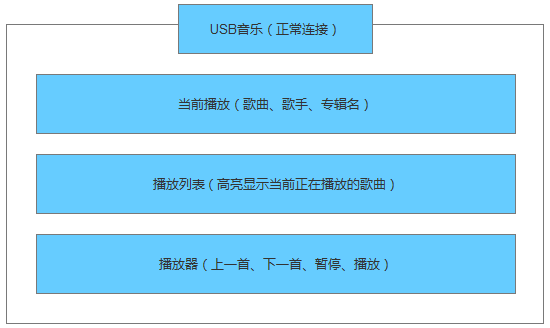 USB音乐（正常连接）
当前播放（歌曲、歌手、专辑名）
播放列表（高亮显示当前正在播放的歌曲）
播放器（上一首、下一首、暂停、播放）